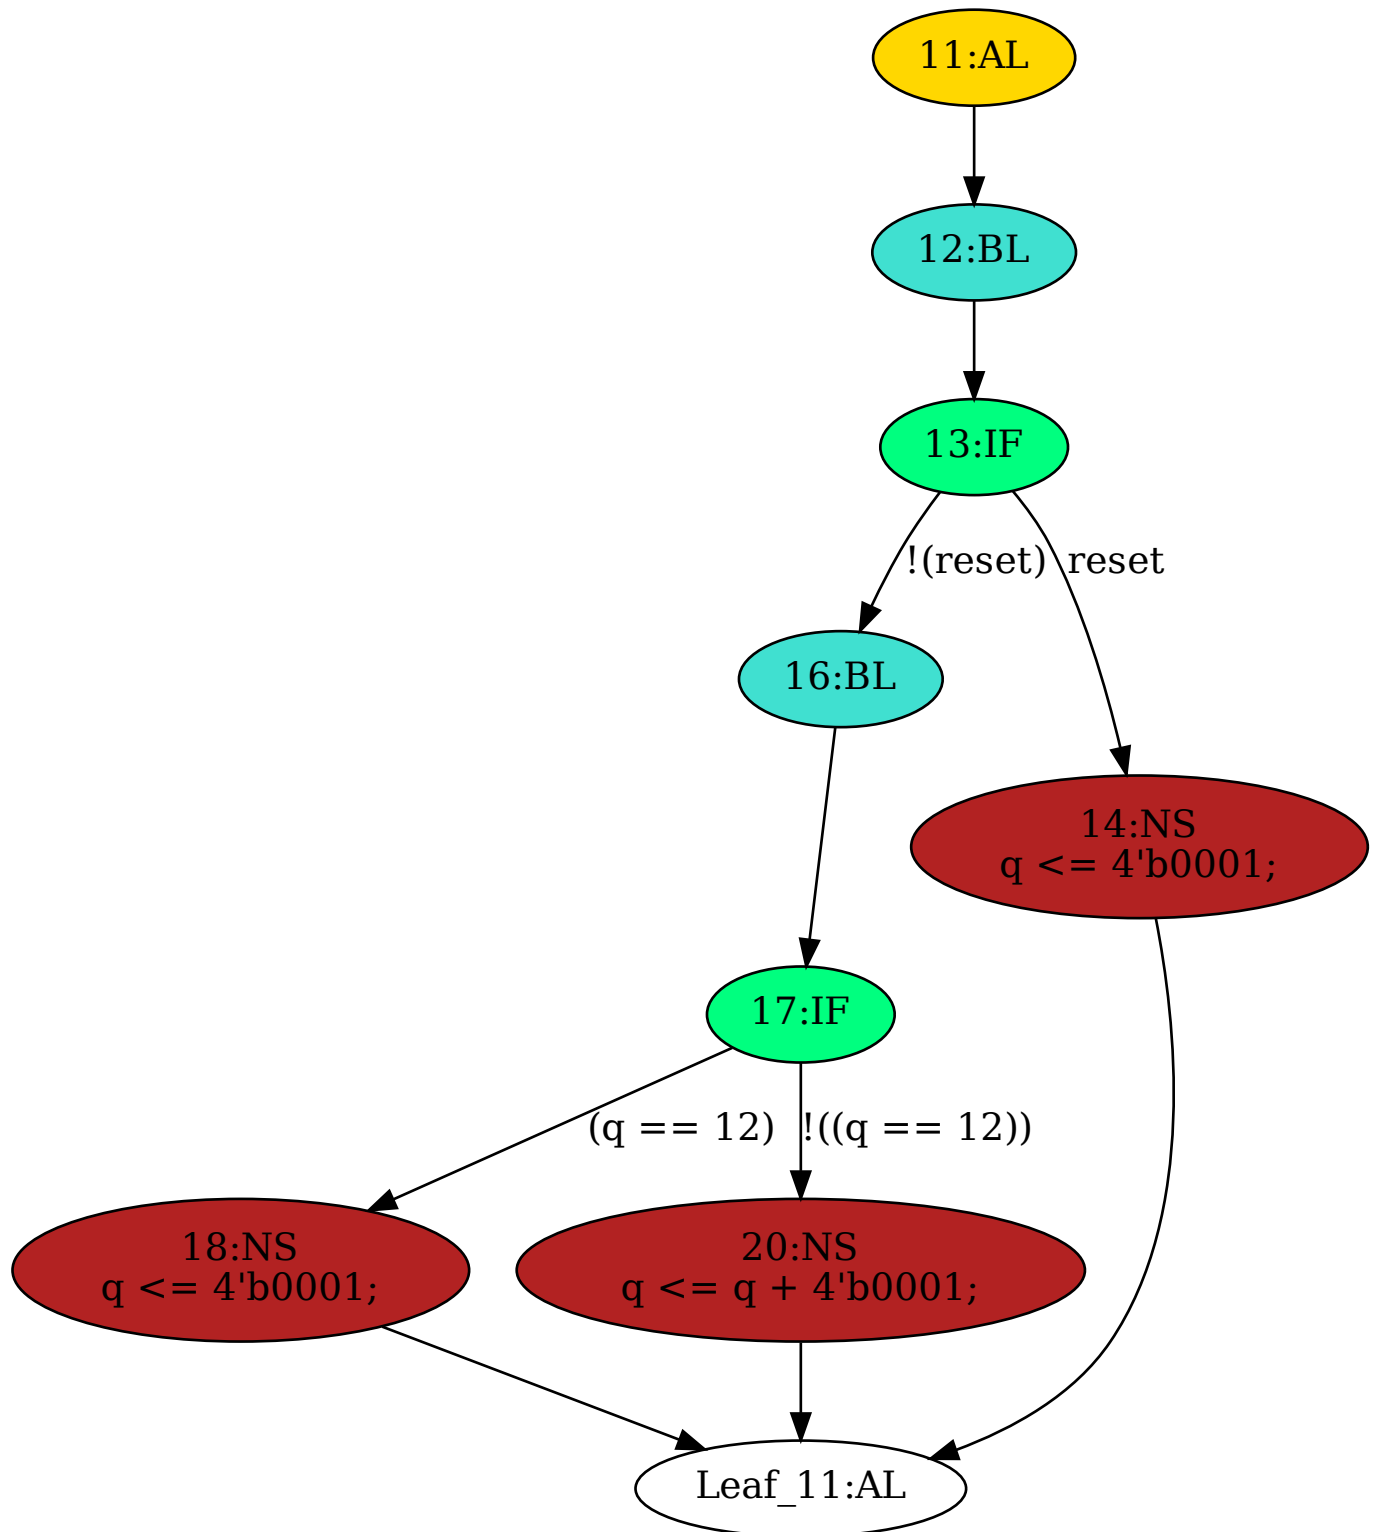 11:AL
12:BL
13:IF
!(reset)
reset
16:BL
14:NS
q <= 4'b0001;
17:IF
(q == 12)
!((q == 12))
18:NS
q <= 4'b0001;
20:NS
q <= q + 4'b0001;
Leaf_11:AL